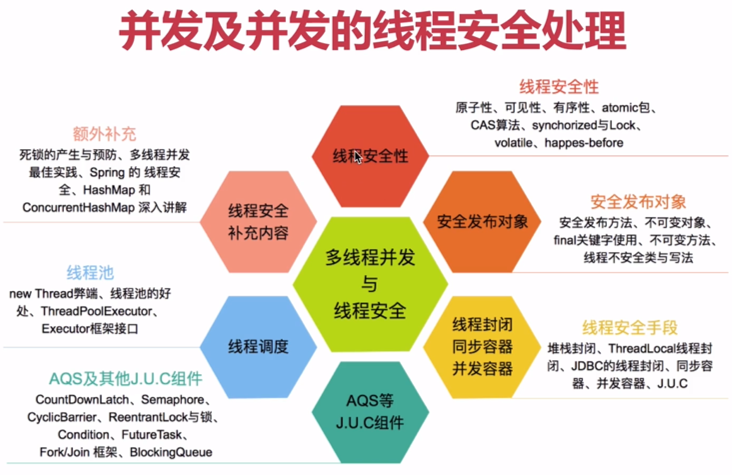 并发及并发的线程安全处理
线程安全性
原子性、可见性、有序性、atomic包、
CAS算法、synchorized与Lock、
volatile、happes-before
额外补充
死锁的产生与预防、多线程并发
最佳实践、Spring 的 线程安
全、HashMap 和
ConcurrentHashMap 深入讲解
线程安全性
线程安全
补充内容
安全发布对象
安全发布对象
安全发布方法、不可变对象、
final关键字使用、不可变方法、
线程不安全类与写法
多线程并发
与
线程安全
线程池
new Thread弊端、线程池的好
处、ThreadPoolExecutor、
Executor框架接口
线程调度
线程封闭
同步容器
并发容器
线程安全手段
堆栈封闭、ThreadLocal线程封
闭、JDBC的线程封闭、同步容
器、并发容器、J.U.C
AQS及其他J.U.C组件
CountDownLatch、Semaphore、
CyclicBarrier、ReentrantLock与锁、
Condition、FutureTask、
Fork/Join 框架、BlockingQueue
AQS等
J.U.C组件